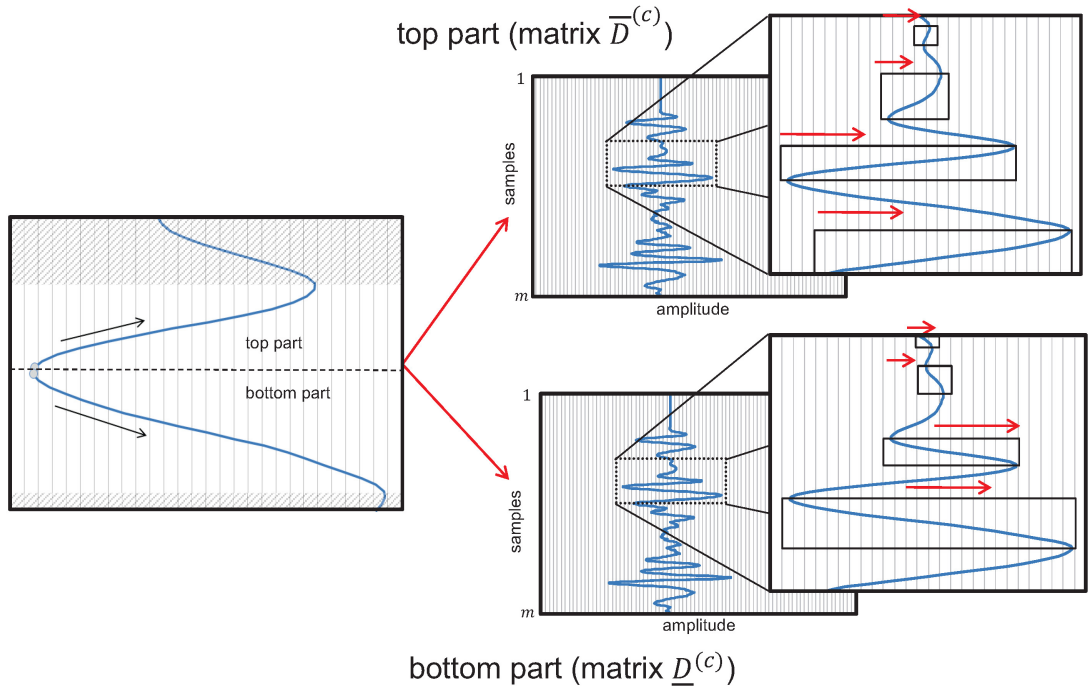 top part (matrix D̅⁽ᶜ⁾)
1
samples
m
amplitude
top part
bottom part
1
samples
m
amplitude
bottom part (matrix D̲⁽ᶜ⁾)